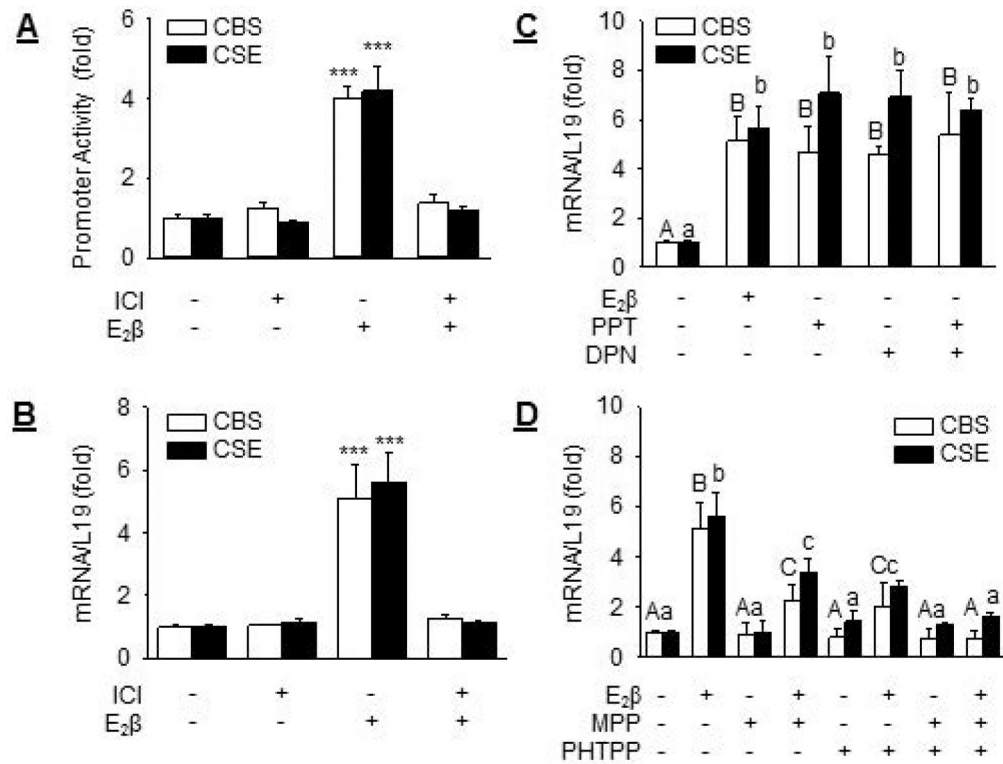 A
Promoter Activity (fold)
6
4
2
0
CBS
CSE
*** ***
ICI - + - +
E₂β - - + +
B
mRNA/L19 (fold)
8
6
4
2
0
CBS
CSE
*** ***
ICI - + - +
E₂β - - + +
C
mRNA/L19 (fold)
10
8
6
4
2
0
CBS
CSE
A a B b B b B b B b
E₂β - + - - -
PPT - - + - +
DPN - - - + +
D
mRNA/L19 (fold)
10
8
6
4
2
0
CBS
CSE
Aa B b Aa C c A a Cc Aa A a
E₂β - + - + - + - +
MPP - - + + - - + +
PHTPP - - - - + + + +